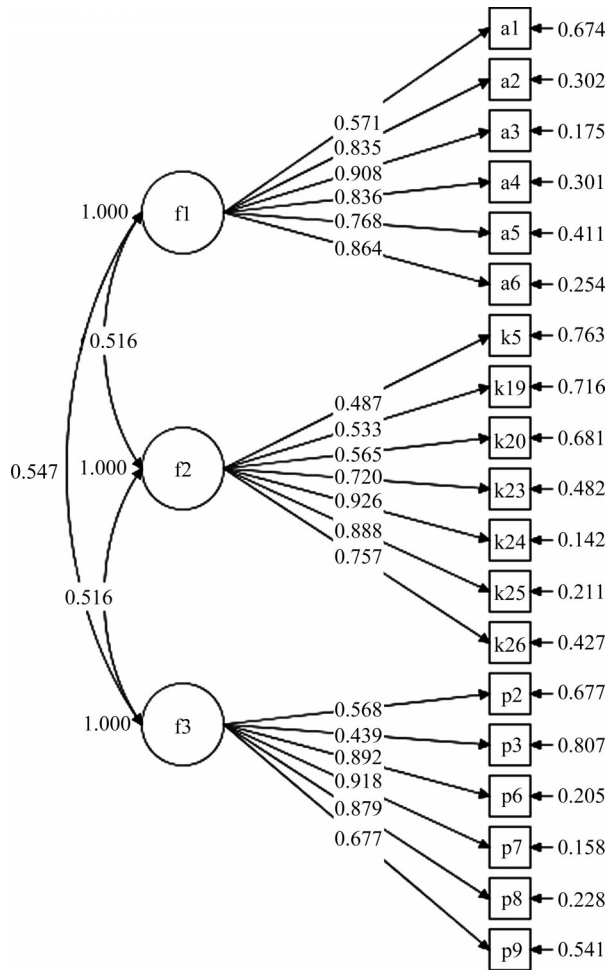 a1 0.674
a2 0.302
0.571
a3 0.175
0.835
0.908
a4 0.301
0.836
1.000 f1
0.768
a5 0.411
0.864
a6 0.254
k5 0.763
0.516
k19 0.716
0.487
0.533
k20 0.681
0.565
0.547 1.000 f2
0.720
k23 0.482
0.926
0.888
k24 0.142
0.757
k25 0.211
0.516
k26 0.427
p2 0.677
0.568
1.000 f3
0.439
p3 0.807
0.892
0.918
p6 0.205
0.879
0.677
p7 0.158
p8 0.228
p9 0.541